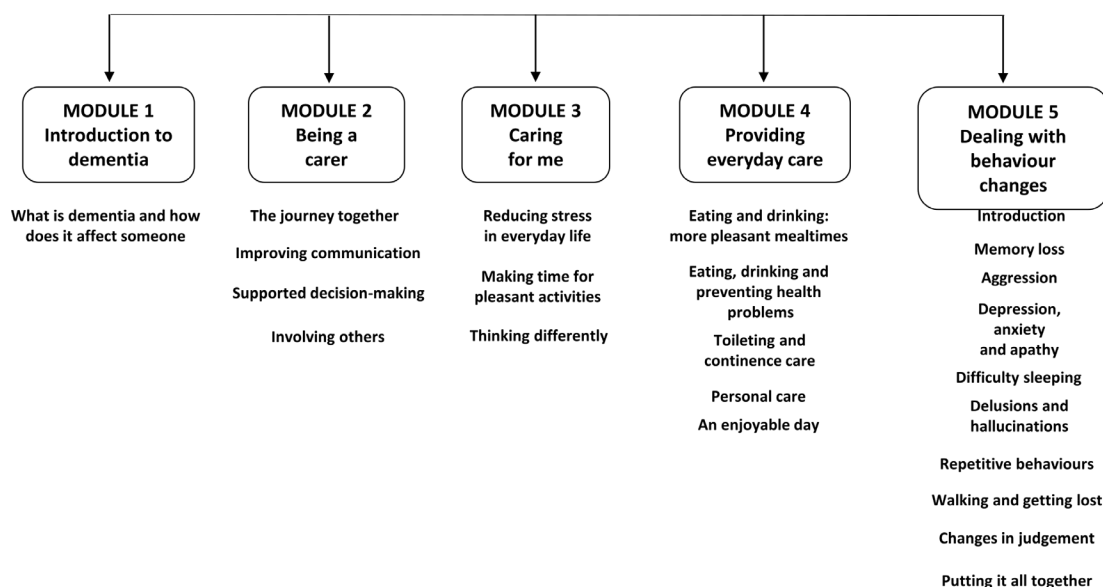 MODULE 1
Introduction to
dementia
What is dementia and how
does it affect someone
MODULE 2
Being a
carer
The journey together
Improving communication
Supported decision-making
Involving others
MODULE 3
Caring
for me
Reducing stress
in everyday life
Making time for
pleasant activities
Thinking differently
MODULE 4
Providing
everyday care
Eating and drinking:
more pleasant mealtimes
Eating, drinking and
preventing health
problems
Toileting and
continence care
Personal care
An enjoyable day
MODULE 5
Dealing with
behaviour
changes
Introduction
Memory loss
Aggression
Depression,
anxiety
and apathy
Difficulty sleeping
Delusions and
hallucinations
Repetitive behaviours
Walking and getting lost
Changes in judgement
Putting it all together